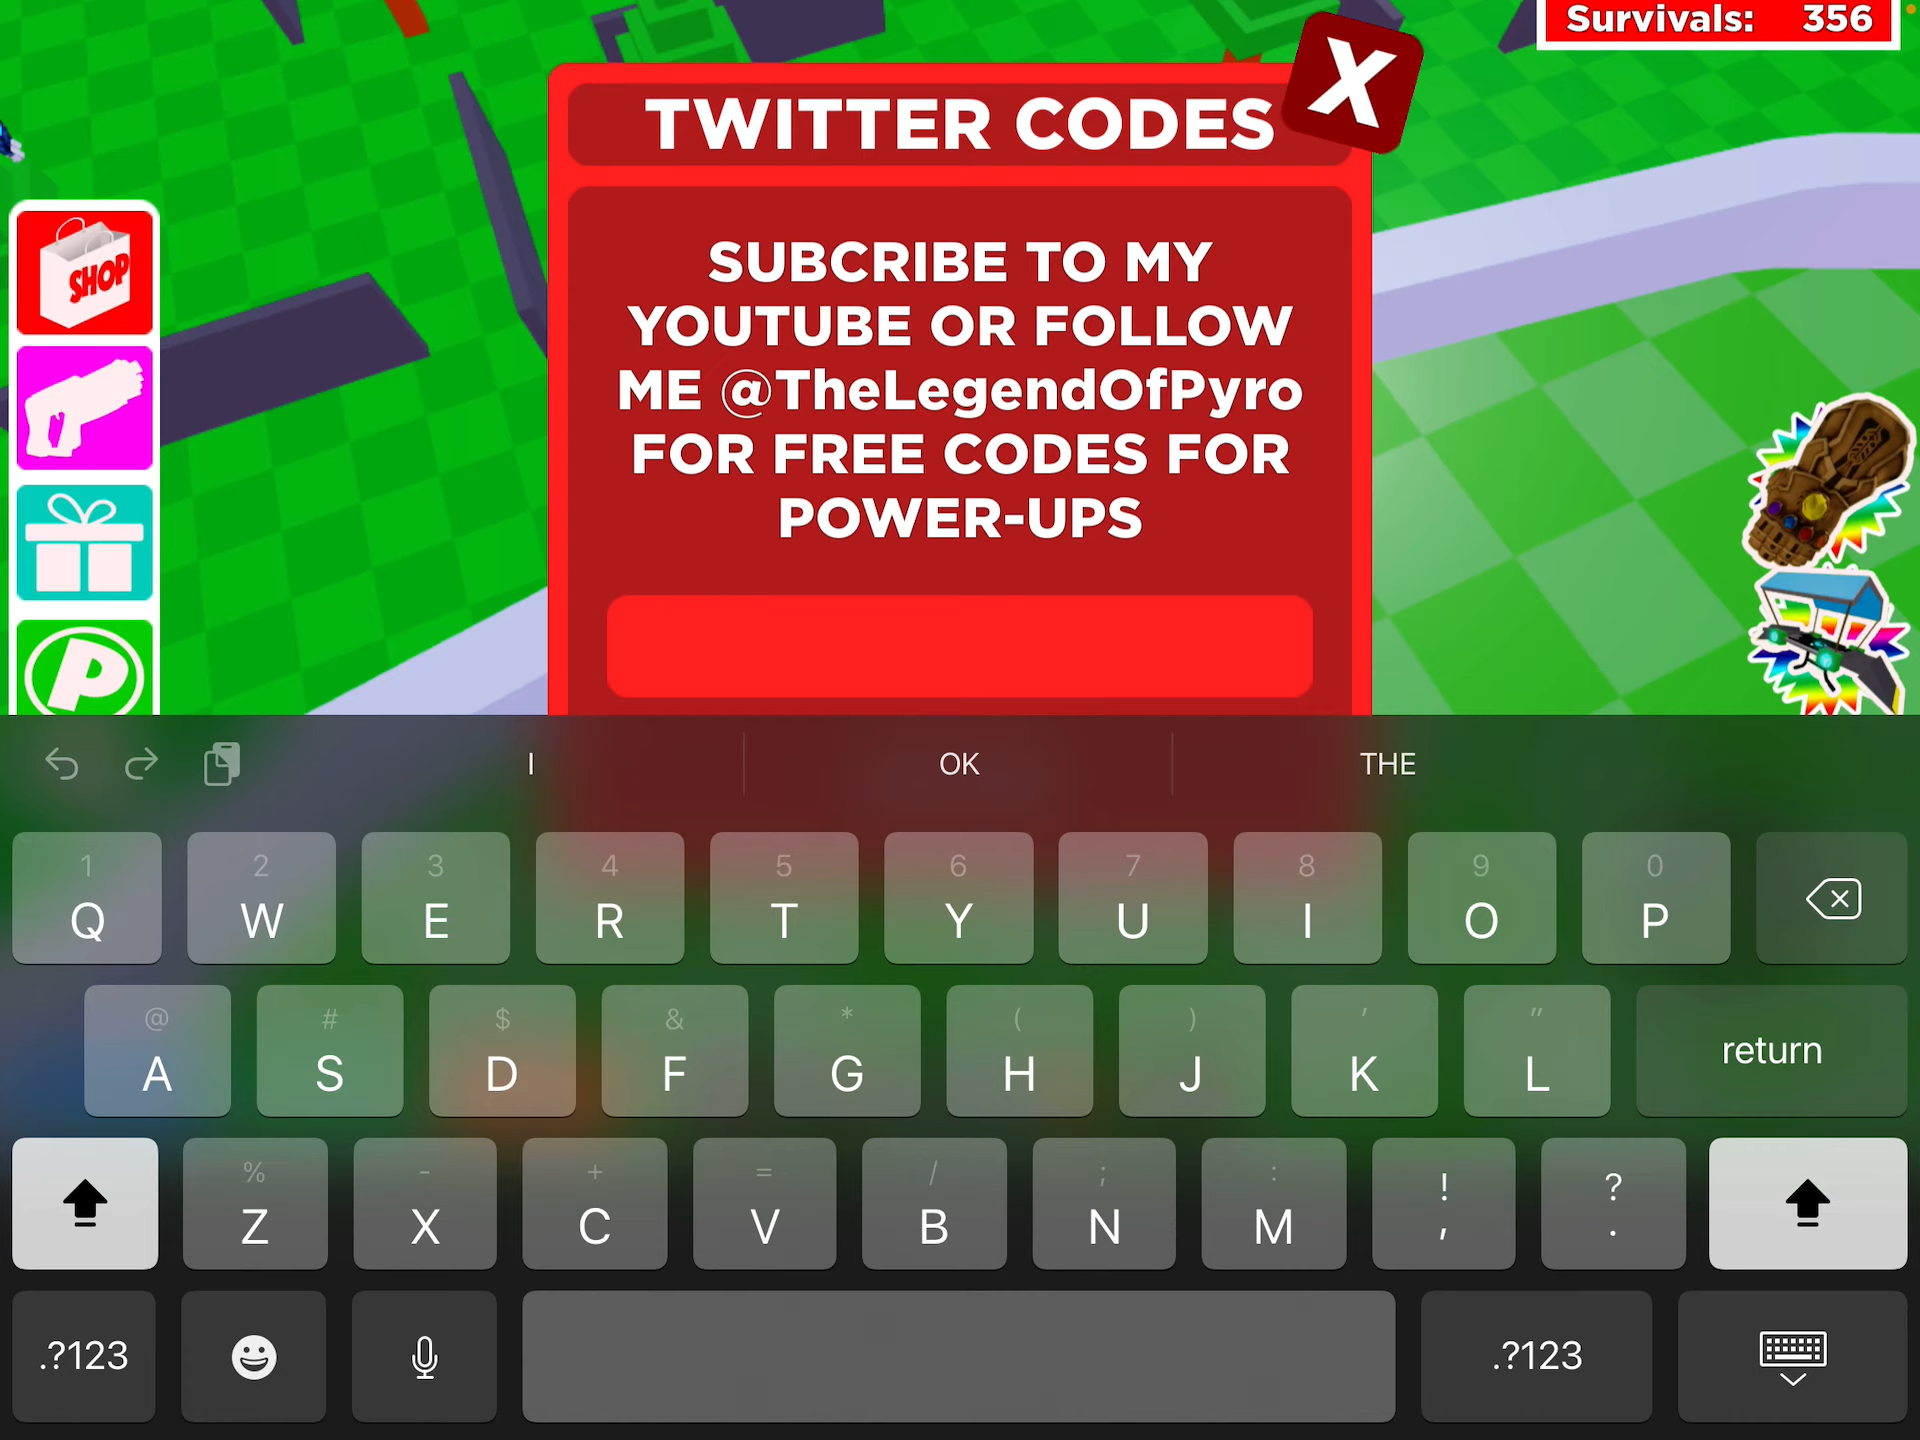 Survivals: 356
TWITTER CODES
X
SUBCRIBE TO MY
YOUTUBE OR FOLLOW
ME @TheLegendOfPyro
FOR FREE CODES FOR
POWER-UPS
SHOP
P
I OK THE
1 2 3 4 5 6 7 8 9 0
Q W E R T Y U I O P
@ # $ & * ( ) ' "
A S D F G H J K L return
% - + = / ; : ! ?
Z X C V B N M , .
.?123 .?123